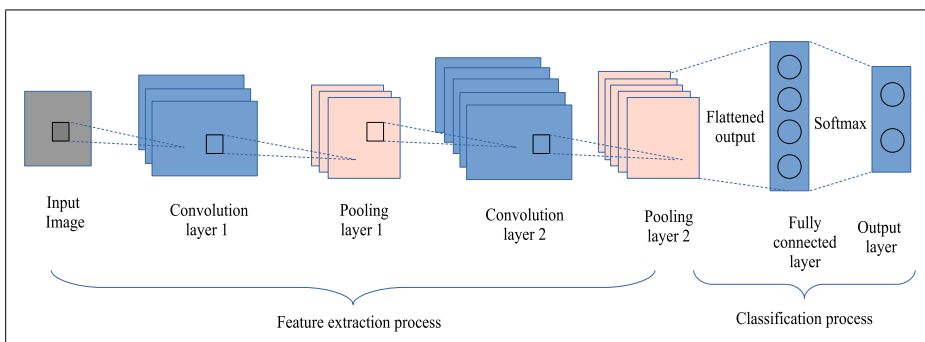 Flattened
output
Softmax
Input
Image
Convolution
layer 1
Pooling
layer 1
Convolution
layer 2
Pooling
layer 2
Fully
connected
layer
Output
layer
Feature extraction process
Classification process